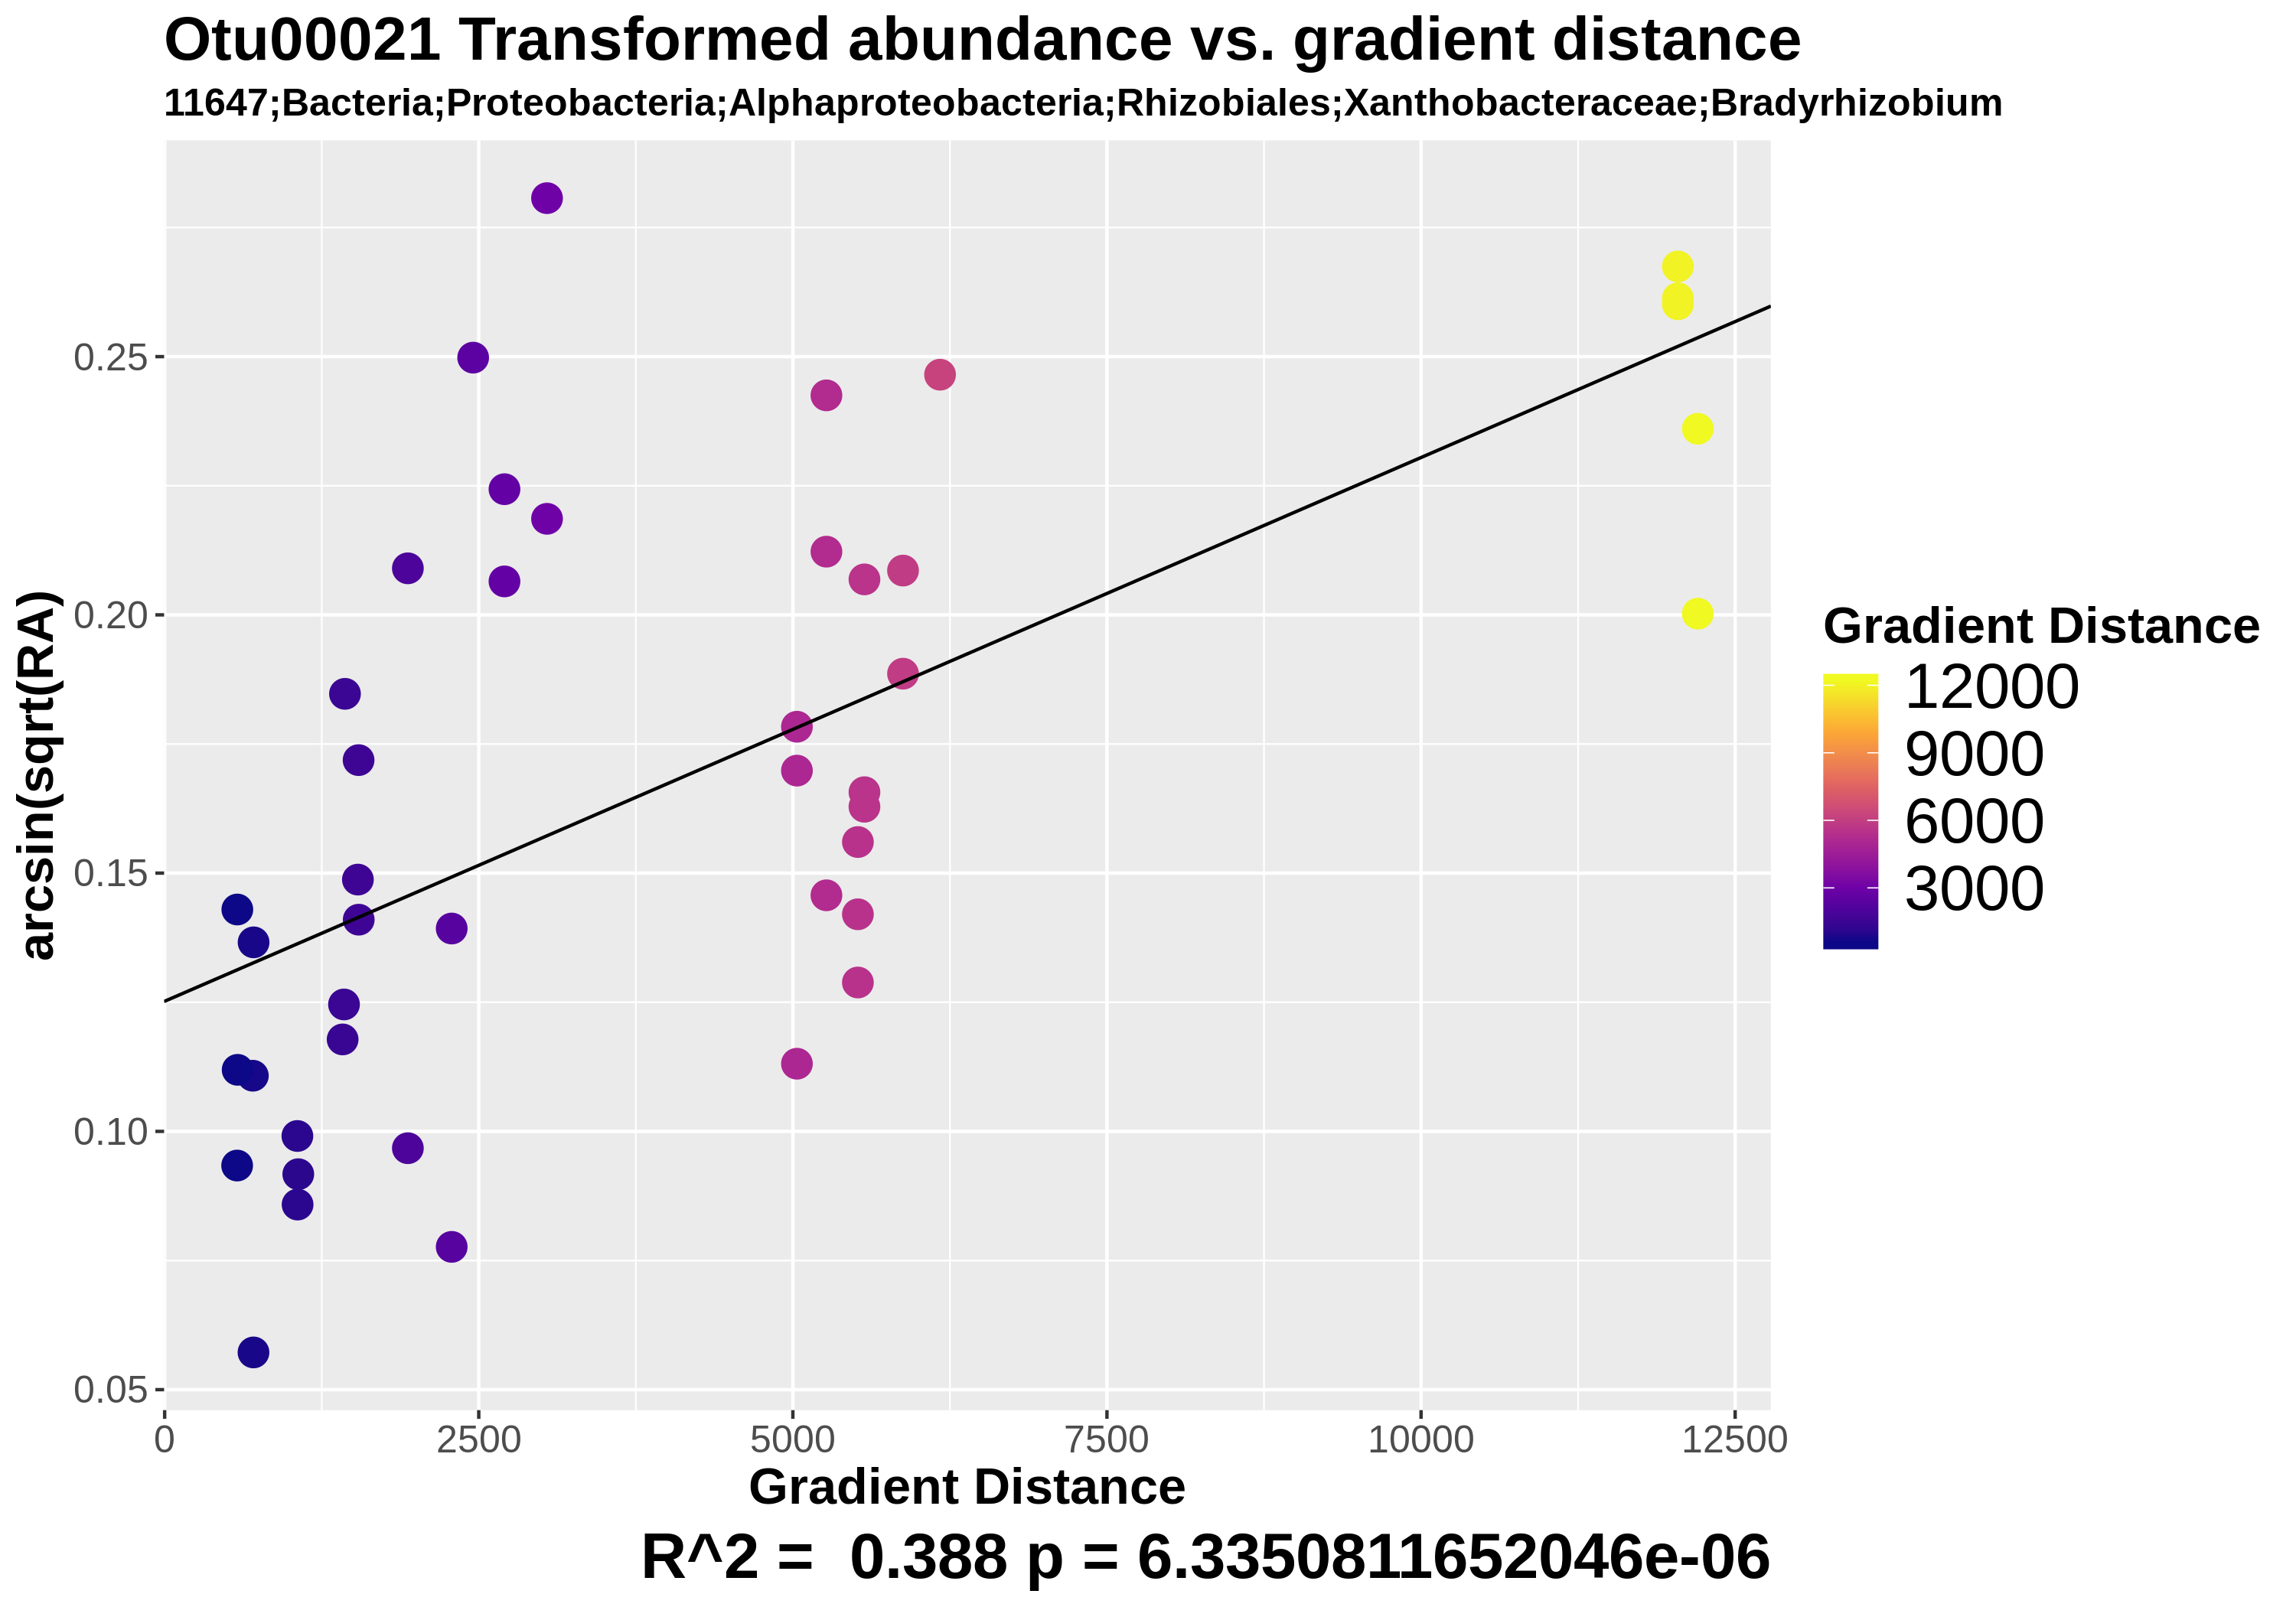 Otu00021 Transformed abundance vs. gradient distance
11647;Bacteria;Proteobacteria;Alphaproteobacteria;Rhizobiales;Xanthobacteraceae;Bradyrhizobium
arcsin(sqrt(RA)
0.25
0.20
0.15
0.10
0.05
0 2500 5000 7500 10000 12500
Gradient Distance
R^2 =  0.388 p = 6.3350811652046e-06
Gradient Distance
12000
9000
6000
3000